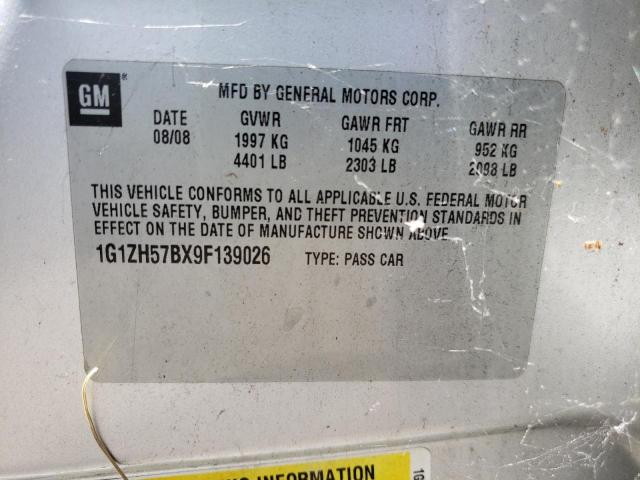 GM
MFD BY GENERAL MOTORS CORP.
DATE GVWR GAWR FRT GAWR RR
08/08 1997 KG 1045 KG 952 KG
4401 LB 2303 LB 2098 LB
THIS VEHICLE CONFORMS TO ALL APPLICABLE U.S. FEDERAL MOTOR
VEHICLE SAFETY, BUMPER, AND THEFT PREVENTION STANDARDS IN
EFFECT ON THE DATE OF MANUFACTURE SHOWN ABOVE.
1G1ZH57BX9F139026 TYPE: PASS CAR
INFORMATION
1G